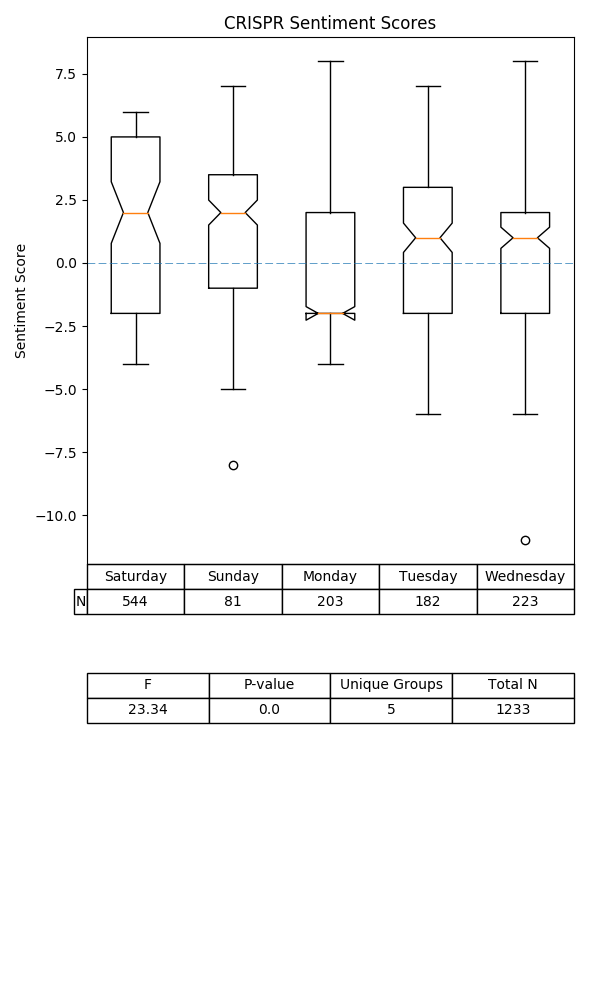 CRISPR Sentiment Scores
Sentiment Score
7.5
5.0
2.5
0.0
−2.5
−5.0
−7.5
−10.0
Saturday Sunday Monday Tuesday Wednesday
N 544 81 203 182 223
F P-value Unique Groups Total N
23.34 0.0 5 1233